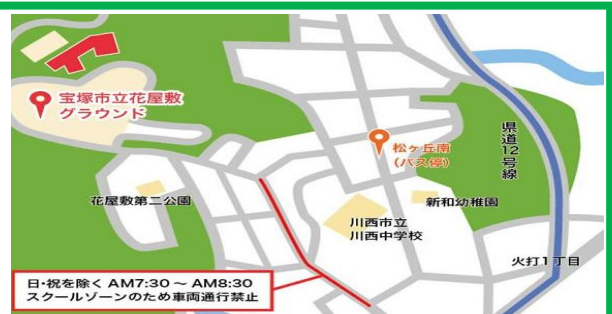 宝塚市立花屋敷
グラウンド
松ヶ丘南
(バス停)
県道12号線
花屋敷第二公園
新和幼稚園
川西市立
川西中学校
火打1丁目
日・祝を除く AM7:30 ～ AM8:30
スクールゾーンのため車両通行禁止